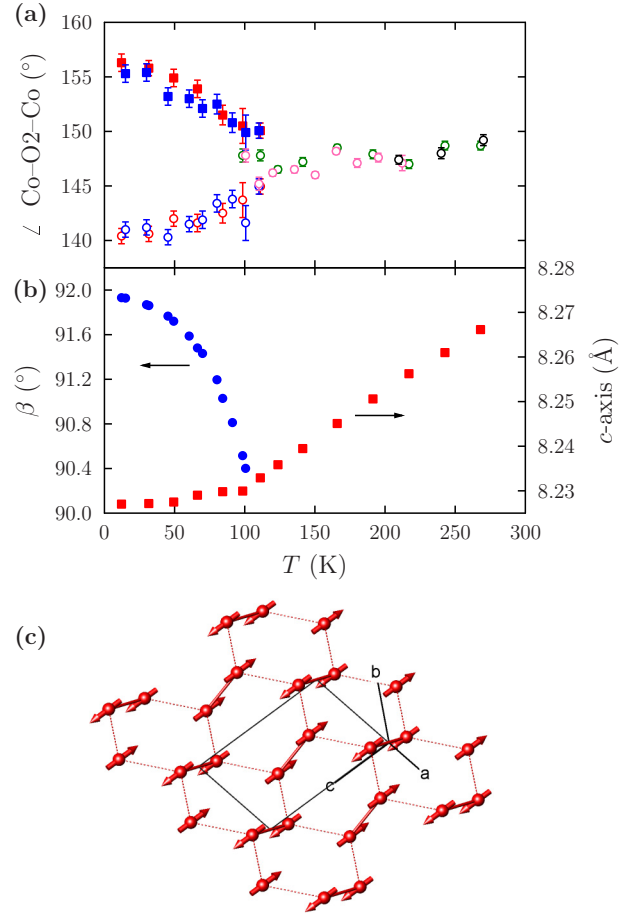 (a)
160
155
150
145
140
∠ Co–O2–Co (°)
(b)
92.0
91.6
91.2
90.8
90.4
90.0
β (°)
8.28
8.27
8.26
8.25
8.24
8.23
c-axis (Å)
0 50 100 150 200 250 300
T (K)
(c)
b
c
a